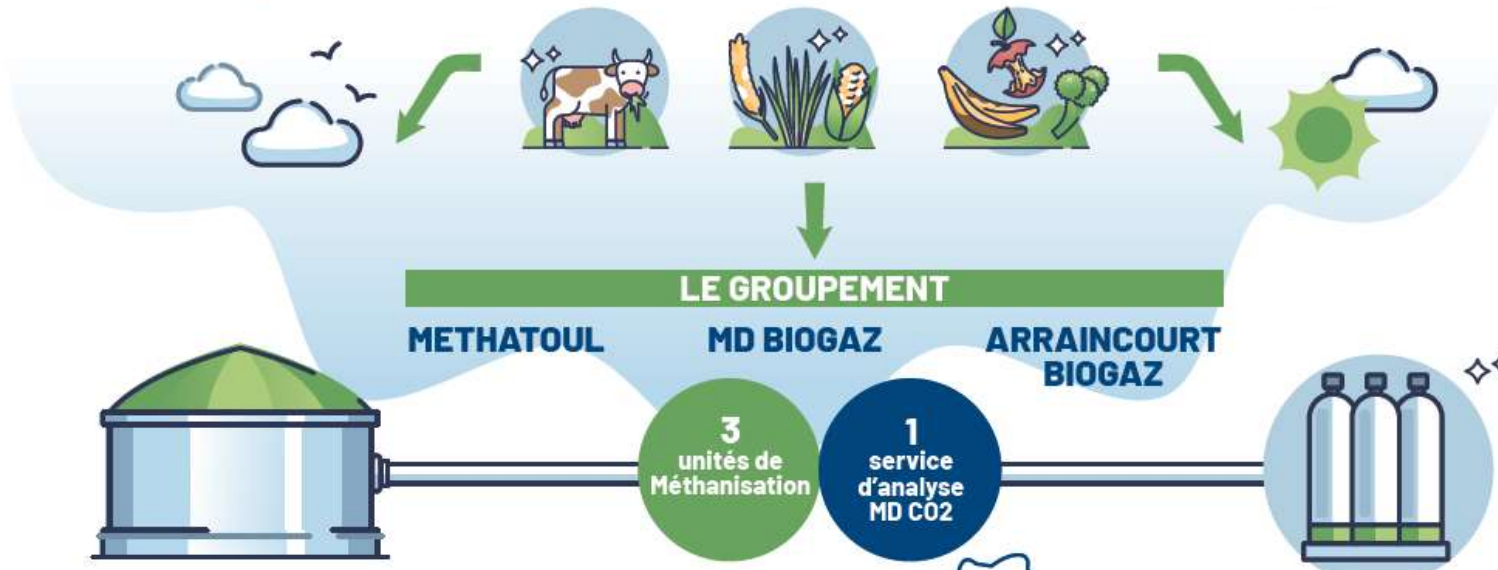 LE GROUPEMENT
METHATOUL
MD BIOGAZ
ARRAINCOURT
BIOGAZ
3
unités de
Méthanisation
1
service
d'analyse
MD CO2